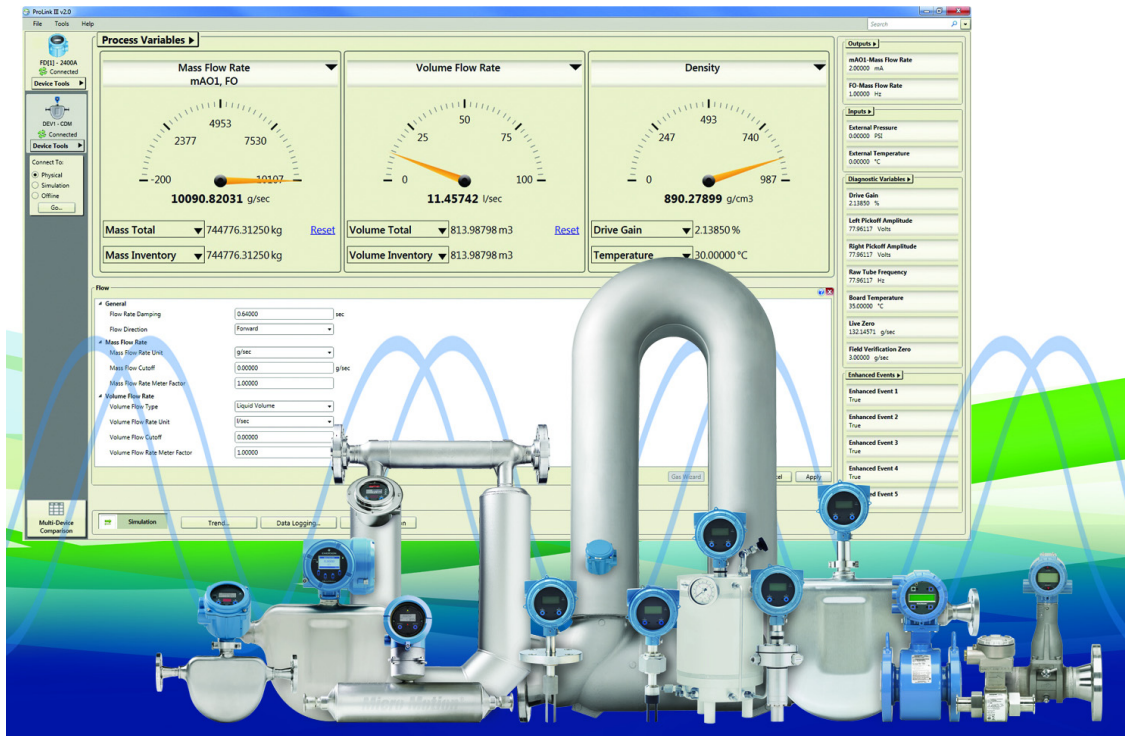 ProLink III v2.0
File Tools Help
Search
FD[1] - 2400A
Connected
Device Tools
DEV1 - CDM
Connected
Device Tools
Connect To:
Physical
Simulation
Offline
Go...
Multi-Device
Comparison
Process Variables
Mass Flow Rate
mAO1, FO
-200
2377
4953
7530
10107
10090.82031 g/sec
Mass Total 744776.31250 kg Reset
Mass Inventory 744776.31250 kg
Volume Flow Rate
0
25
50
75
100
11.45742 l/sec
Volume Total 813.98798 m3 Reset
Volume Inventory 813.98798 m3
Density
0
247
493
740
987
890.27899 g/cm3
Drive Gain 2.13850 %
Temperature 30.00000 °C
Flow
General
Flow Rate Damping 0.64000 sec
Flow Direction Forward
Mass Flow Rate
Mass Flow Rate Unit g/sec
Mass Flow Cutoff 0.00000 g/sec
Mass Flow Rate Meter Factor 1.00000
Volume Flow Rate
Volume Flow Type Liquid Volume
Volume Flow Rate Unit l/sec
Volume Flow Cutoff 0.00000
Volume Flow Rate Meter Factor 1.00000
Gas Wizard
Apply
Simulation
Trend...
Data Logging...
Outputs
mAO1-Mass Flow Rate
2.00000 mA
FO-Mass Flow Rate
1.00000 Hz
Inputs
External Pressure
0.00000 PSI
External Temperature
0.00000 °C
Diagnostic Variables
Drive Gain
2.13850 %
Left Pickoff Amplitude
77.96117 Volts
Right Pickoff Amplitude
77.96117 Volts
Raw Tube Frequency
77.96117 Hz
Board Temperature
35.00000 °C
Live Zero
132.14571 g/sec
Field Verification Zero
3.00000 g/sec
Enhanced Events
Enhanced Event 1
True
Enhanced Event 2
True
Enhanced Event 3
True
Enhanced Event 4
True
Event 5
Micro Motion